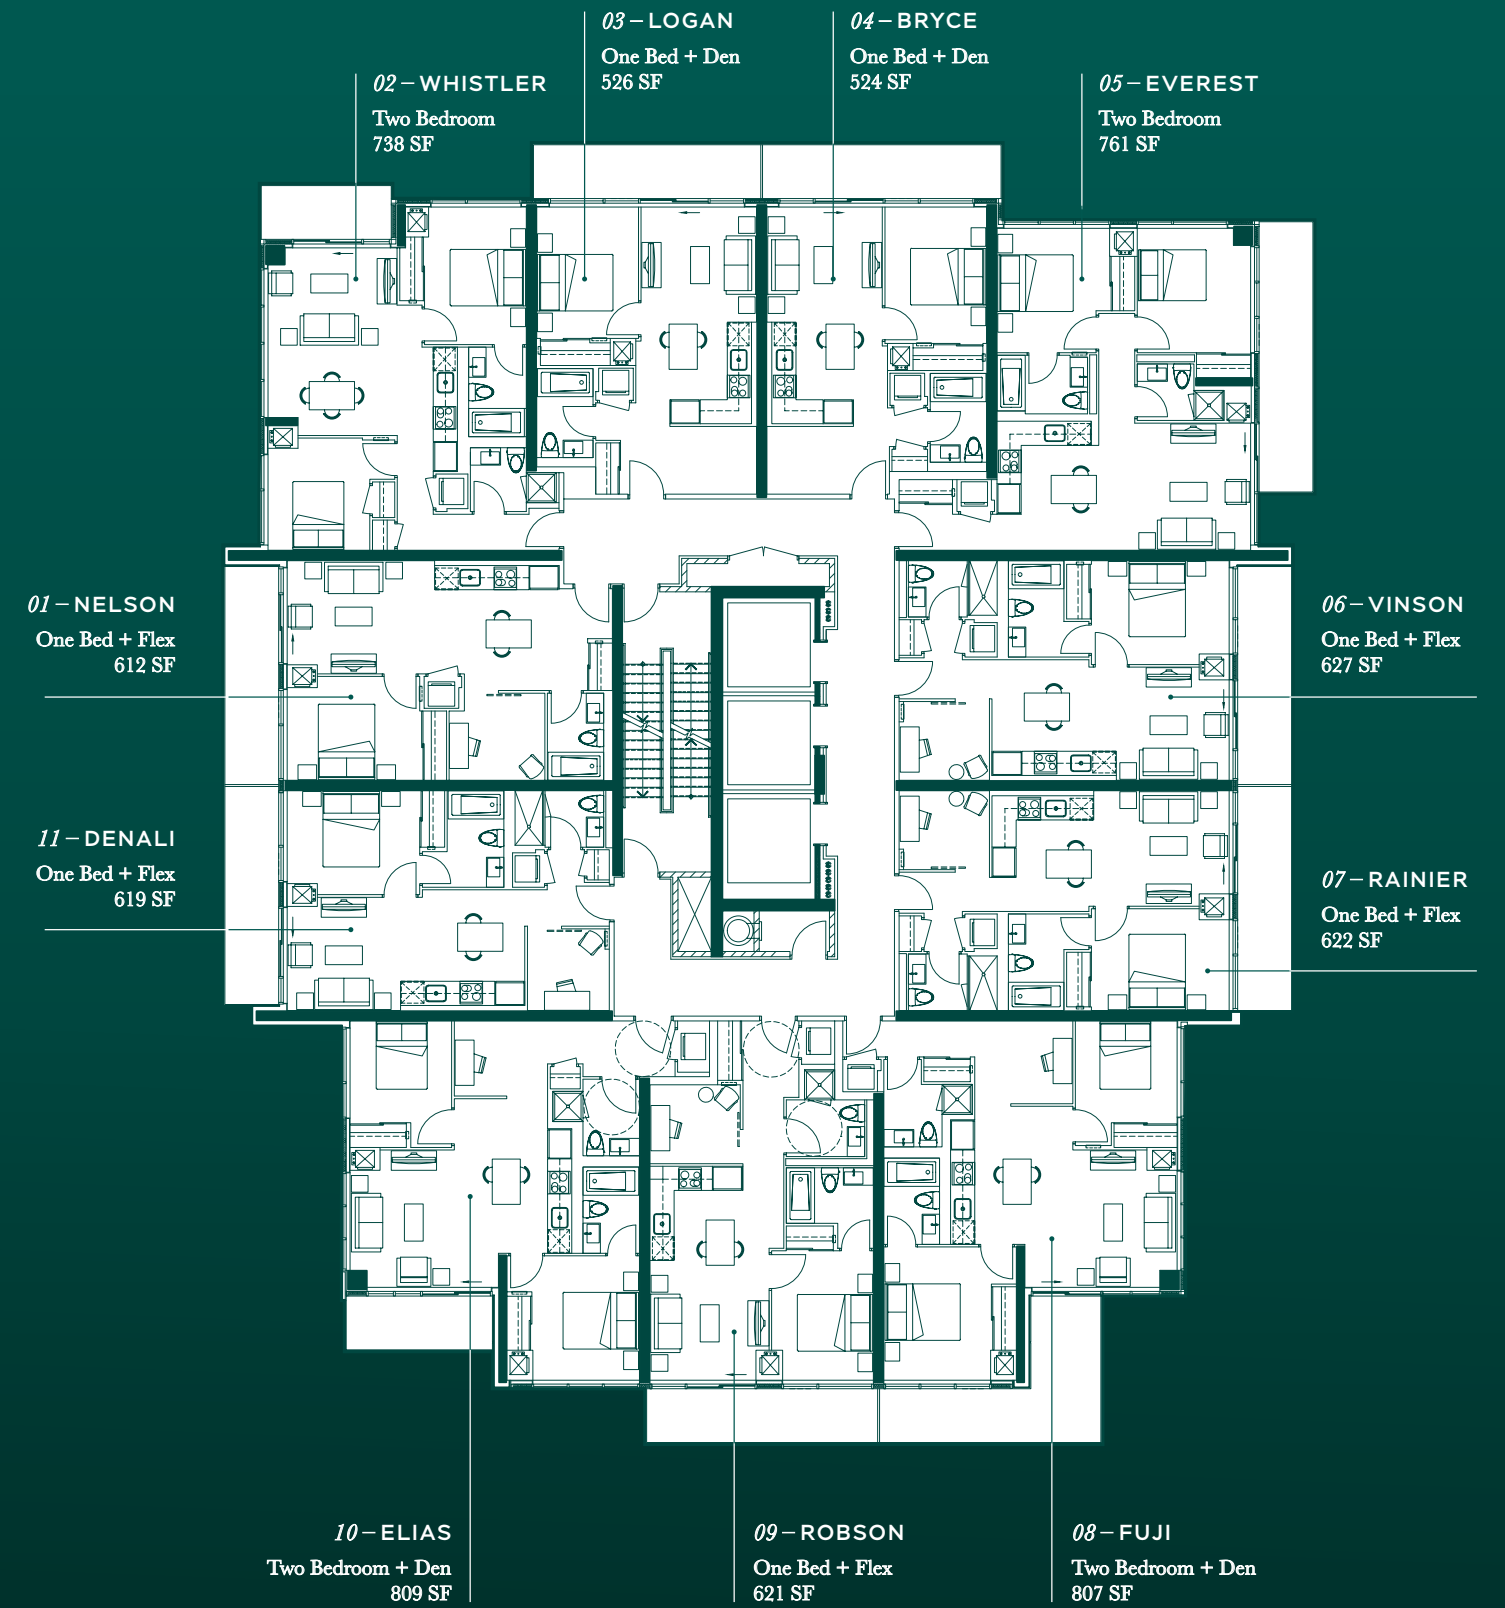 03 – LOGAN
One Bed + Den
526 SF
04 – BRYCE
One Bed + Den
524 SF
02 – WHISTLER
Two Bedroom
738 SF
05 – EVEREST
Two Bedroom
761 SF
01 – NELSON
One Bed + Flex
612 SF
06 – VINSON
One Bed + Flex
627 SF
11 – DENALI
One Bed + Flex
619 SF
07 – RAINIER
One Bed + Flex
622 SF
10 – ELIAS
Two Bedroom + Den
809 SF
09 – ROBSON
One Bed + Flex
621 SF
08 – FUJI
Two Bedroom + Den
807 SF